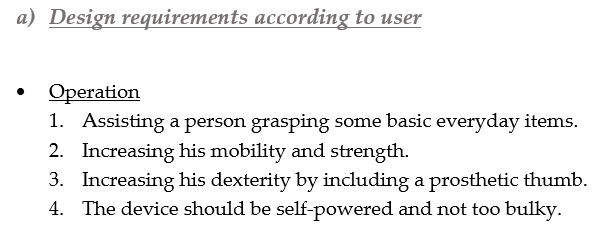 a) Design requirements according to user
• Operation
1. Assisting a person grasping some basic everyday items.
2. Increasing his mobility and strength.
3. Increasing his dexterity by including a prosthetic thumb.
4. The device should be self-powered and not too bulky.